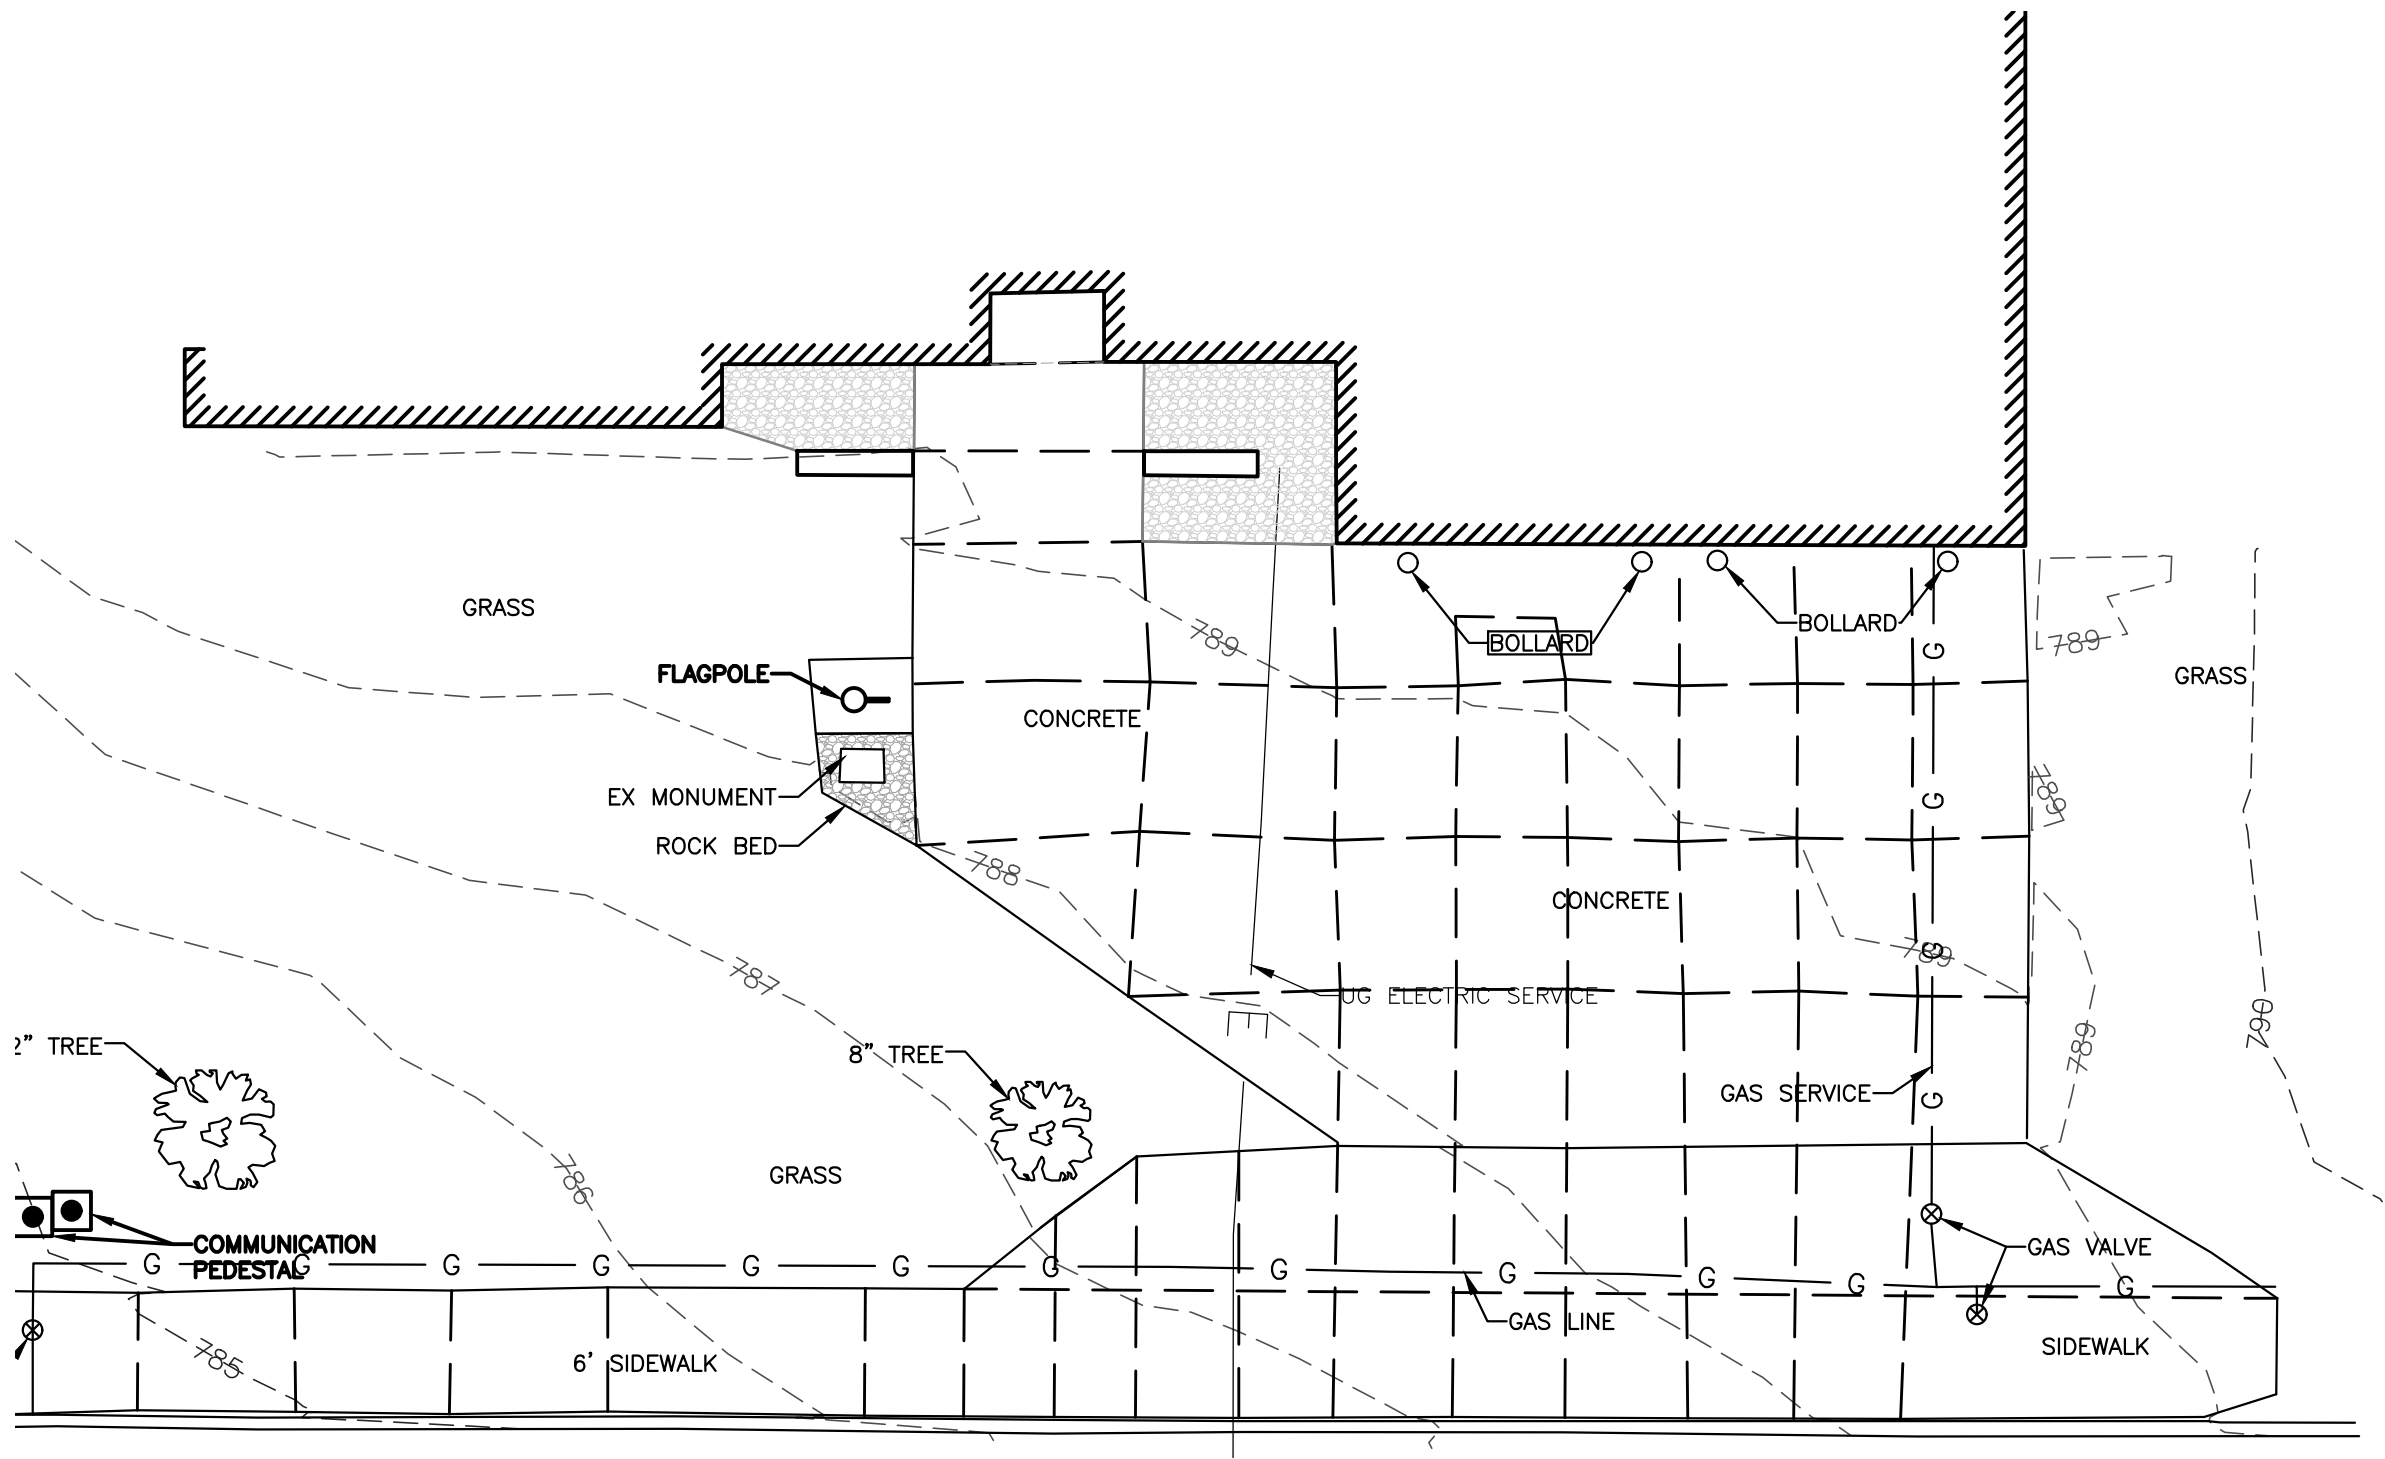 GRASS
789
BOLLARD
BOLLARD
789
GRASS
FLAGPOLE
CONCRETE
G
EX MONUMENT
ROCK BED
789
G
788
CONCRETE
787
789
G
UG ELECTRIC SERVICE
E
790
2" TREE
8" TREE
789
GAS SERVICE
G
786
GRASS
COMMUNICATION
PEDESTAL
GAS VALVE
G G G G G G G G G G G G
GAS LINE
785
6' SIDEWALK
SIDEWALK